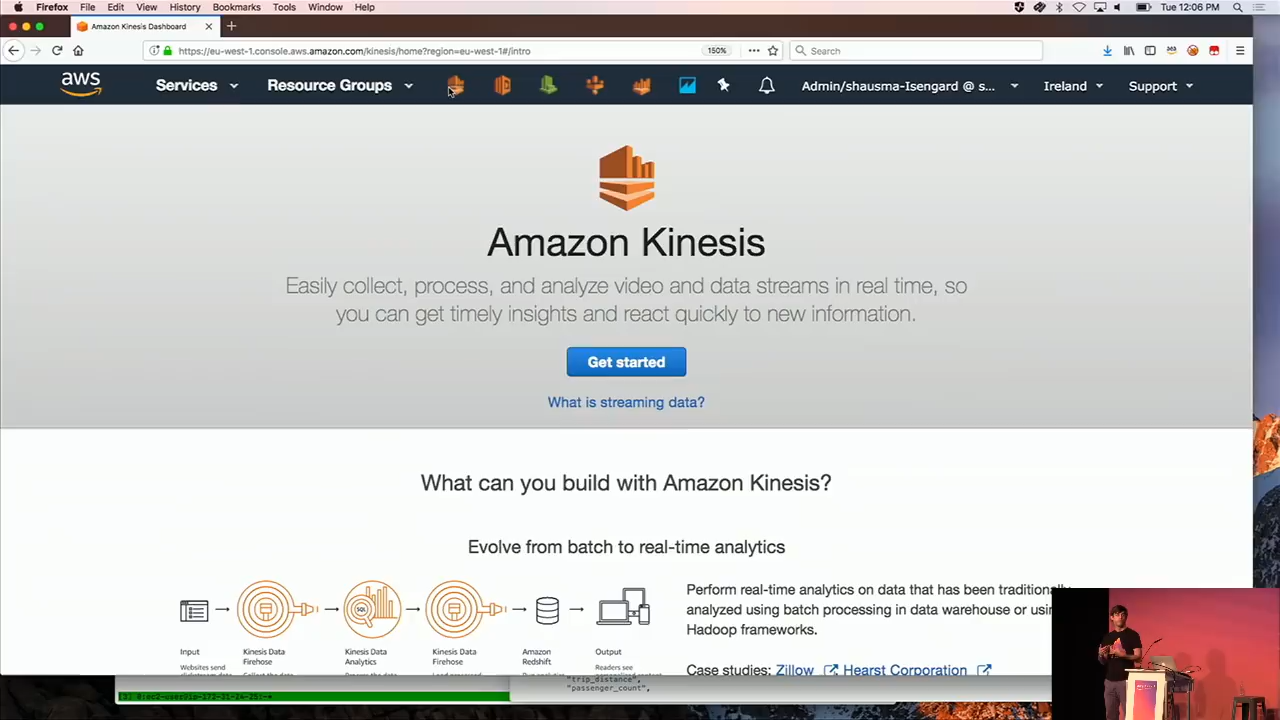 Firefox File Edit View History Bookmarks Tools Window Help
Tue 12:06 PM
Amazon Kinesis Dashboard
https://eu-west-1.console.aws.amazon.com/kinesis/home?region=eu-west-1#/intro
150%
Search
aws
Services
Resource Groups
Admin/shausma-Isengard @ s...
Ireland
Support
Amazon Kinesis
Easily collect, process, and analyze video and data streams in real time, so
you can get timely insights and react quickly to new information.
Get started
What is streaming data?
What can you build with Amazon Kinesis?
Evolve from batch to real-time analytics
Perform real-time analytics on data that has been traditionally
analyzed using batch processing in data warehouse or using
Hadoop frameworks.
Case studies: Zillow Hearst Corporation
SQL
Input
Kinesis Data
Firehose
Kinesis Data
Analytics
Kinesis Data
Firehose
Amazon
Redshift
Output
Websites send
Readers see
"trip_distance",
"passenger_count",